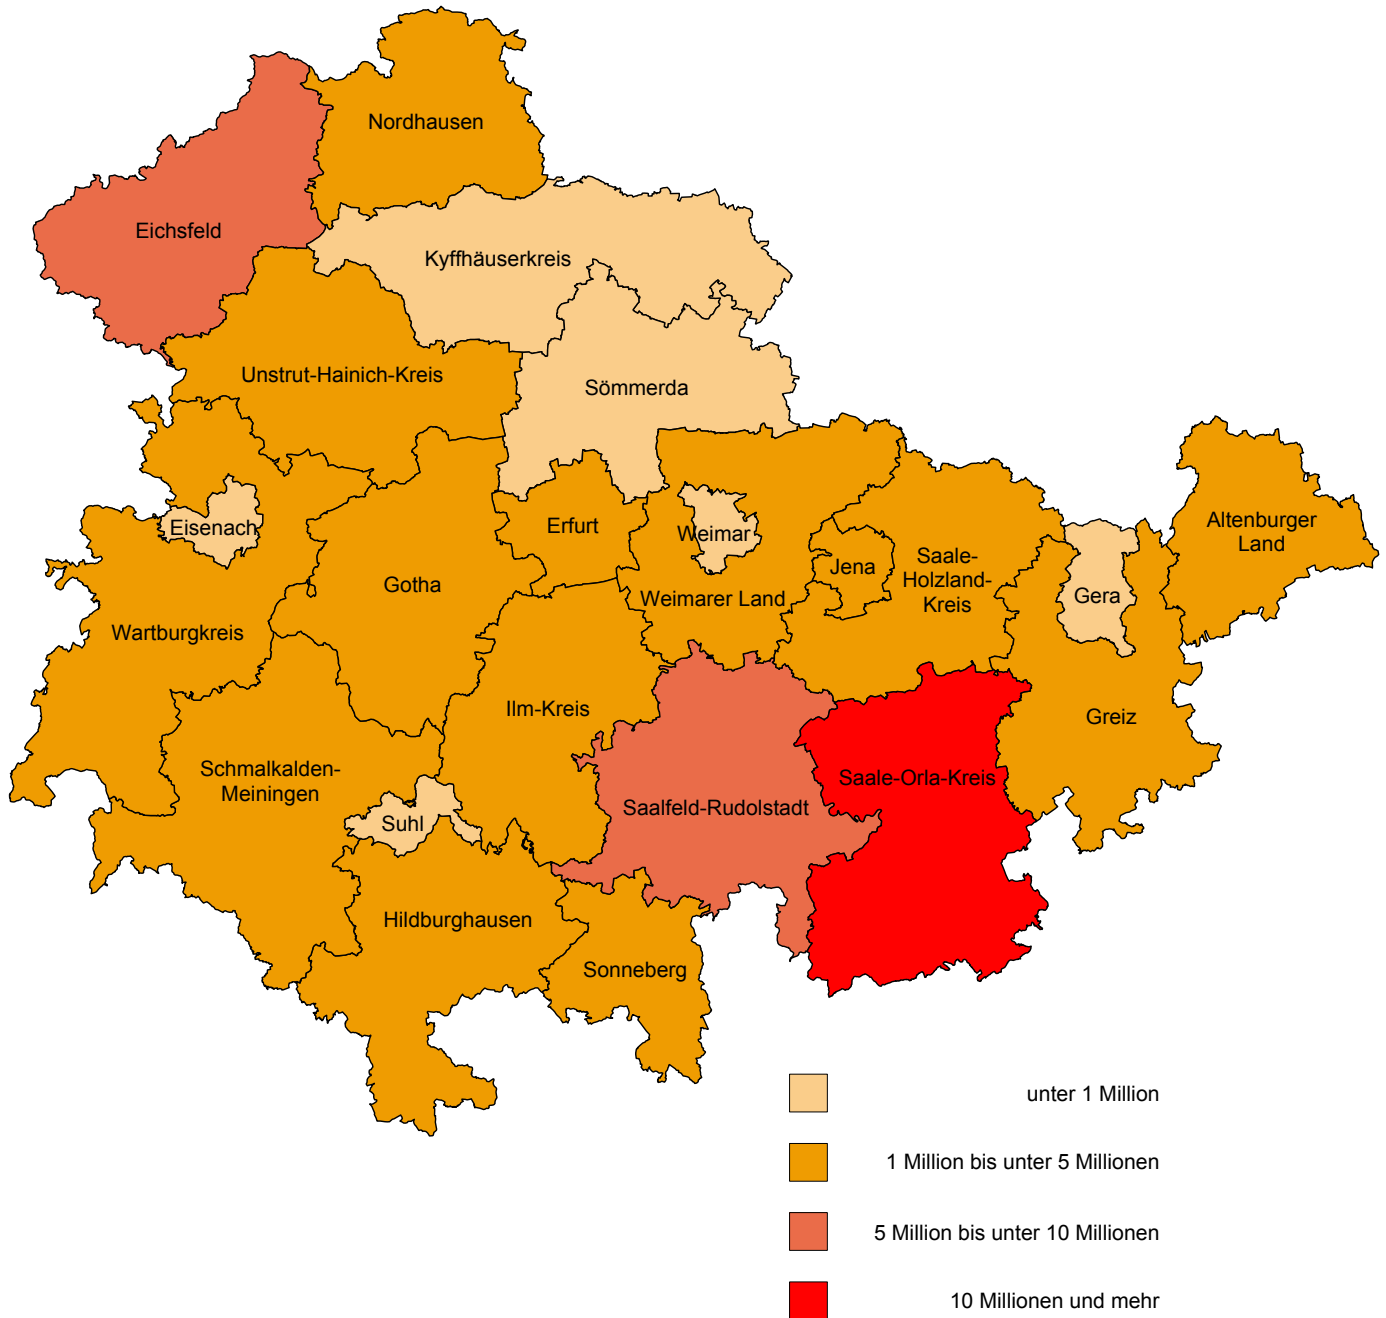 Nordhausen
Eichsfeld
Kyffhäuserkreis
Unstrut-Hainich-Kreis
Sömmerda
Eisenach
Erfurt
Weimar
Altenburger
Land
Gotha
Jena
Saale-
Holzland-
Kreis
Gera
Weimarer Land
Wartburgkreis
Ilm-Kreis
Greiz
Schmalkalden-
Meiningen
Saale-Orla-Kreis
Suhl
Saalfeld-Rudolstadt
Hildburghausen
Sonneberg
unter 1 Million
1 Million bis unter 5 Millionen
5 Million bis unter 10 Millionen
10 Millionen und mehr